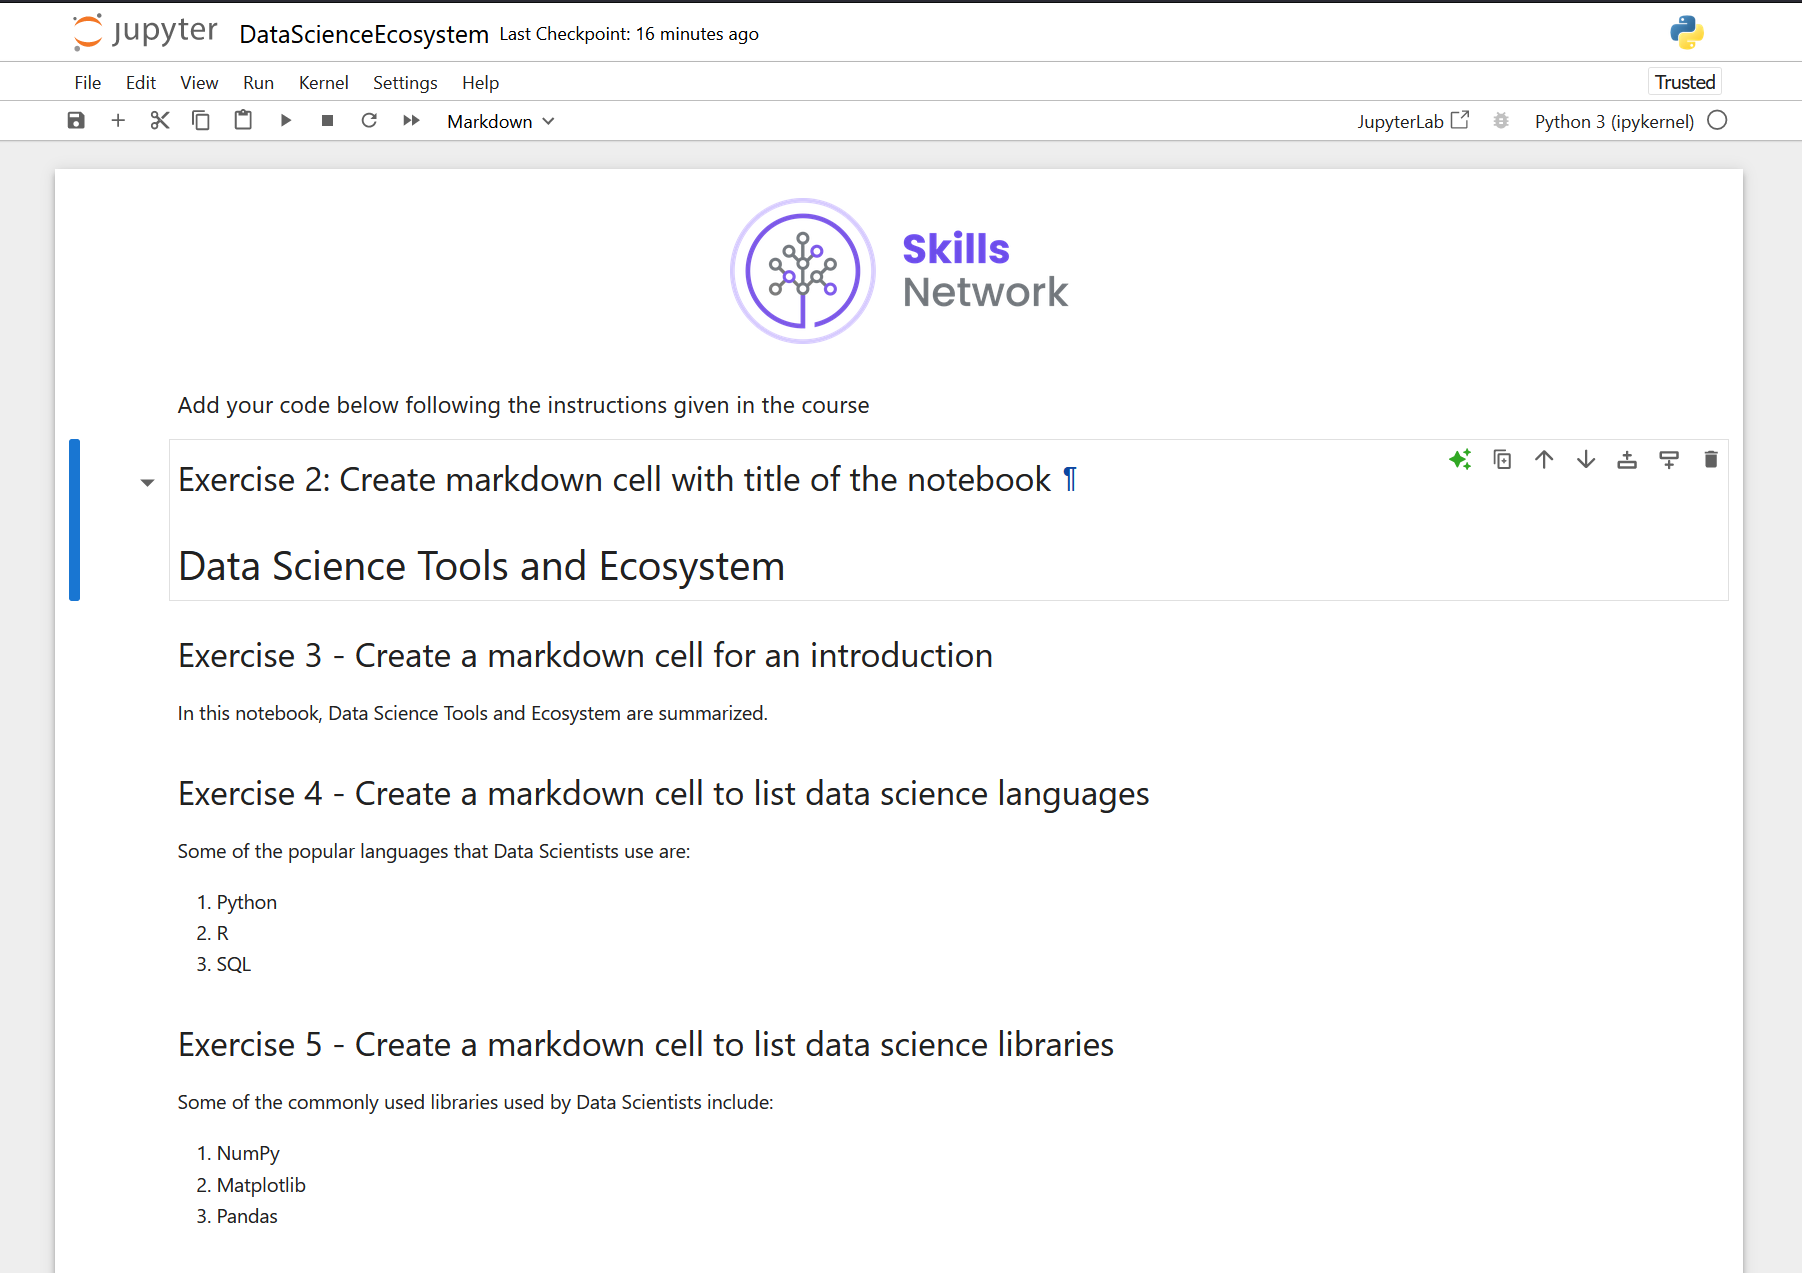 jupyter DataScienceEcosystem Last Checkpoint: 16 minutes ago
File Edit View Run Kernel Settings Help Trusted
Markdown JupyterLab Python 3 (ipykernel)
Skills
Network
Add your code below following the instructions given in the course
Exercise 2: Create markdown cell with title of the notebook ¶
Data Science Tools and Ecosystem
Exercise 3 - Create a markdown cell for an introduction
In this notebook, Data Science Tools and Ecosystem are summarized.
Exercise 4 - Create a markdown cell to list data science languages
Some of the popular languages that Data Scientists use are:
1. Python
2. R
3. SQL
Exercise 5 - Create a markdown cell to list data science libraries
Some of the commonly used libraries used by Data Scientists include:
1. NumPy
2. Matplotlib
3. Pandas